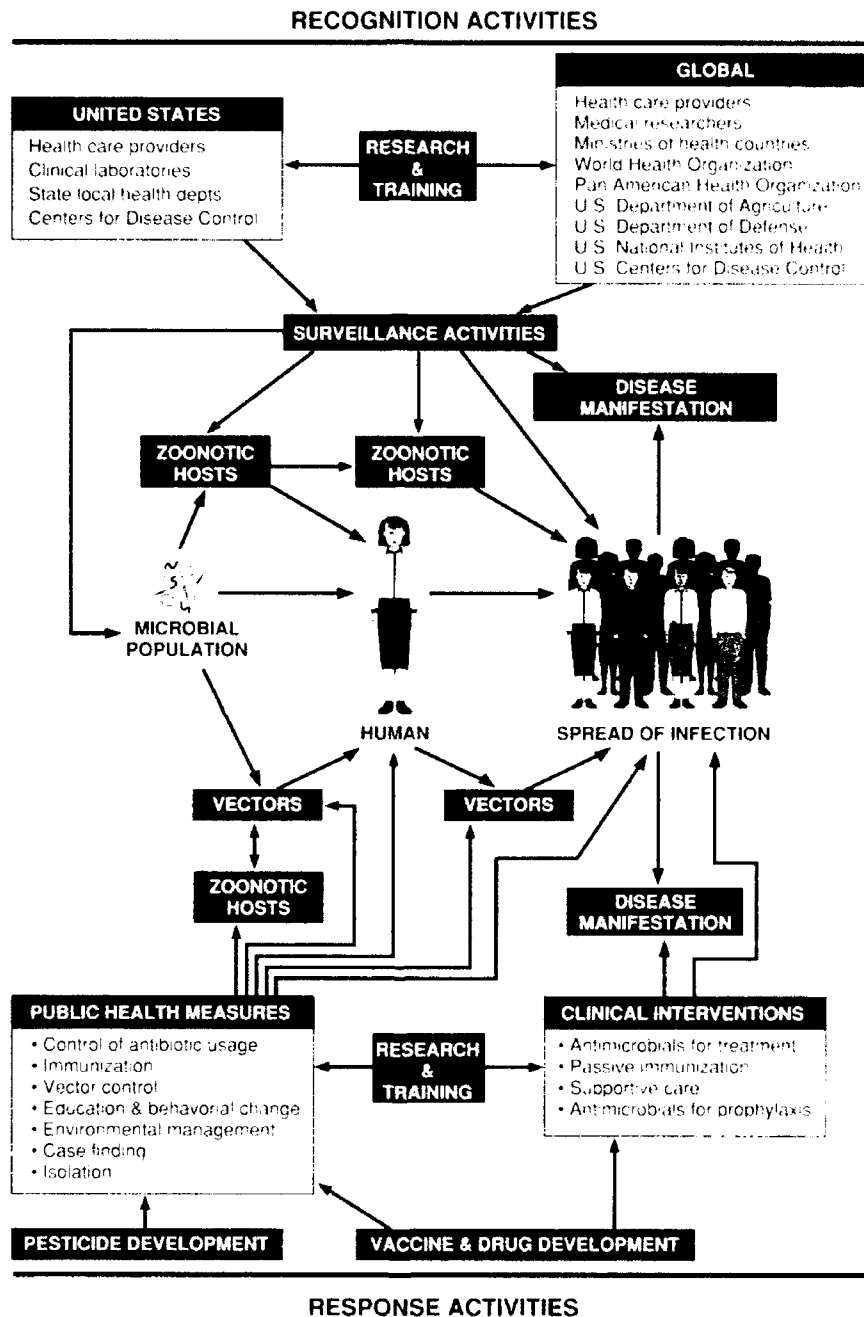 RECOGNITION ACTIVITIES
UNITED STATES
Health care providers
Clinical laboratories
State local health depts
Centers for Disease Control
RESEARCH
&
TRAINING
GLOBAL
Health care providers
Medical researchers
Ministries of health countries
World Health Organization
Pan American Health Organization
U S Department of Agriculture
U S Department of Defense
U S National Institutes of Health
U S Centers for Disease Control
SURVEILLANCE ACTIVITIES
DISEASE
MANIFESTATION
ZOONOTIC
HOSTS
ZOONOTIC
HOSTS
MICROBIAL
POPULATION
HUMAN
SPREAD OF INFECTION
VECTORS
VECTORS
ZOONOTIC
HOSTS
DISEASE
MANIFESTATION
PUBLIC HEALTH MEASURES
• Control of antibiotic usage
• Immunization
• Vector control
• Education & behavorial change
• Environmental management
• Case finding
• Isolation
RESEARCH
&
TRAINING
CLINICAL INTERVENTIONS
• Antimicrobials for treatment
• Passive immunization
• Supportive care
• Antimicrobials for prophylaxis
PESTICIDE DEVELOPMENT
VACCINE & DRUG DEVELOPMENT
RESPONSE ACTIVITIES